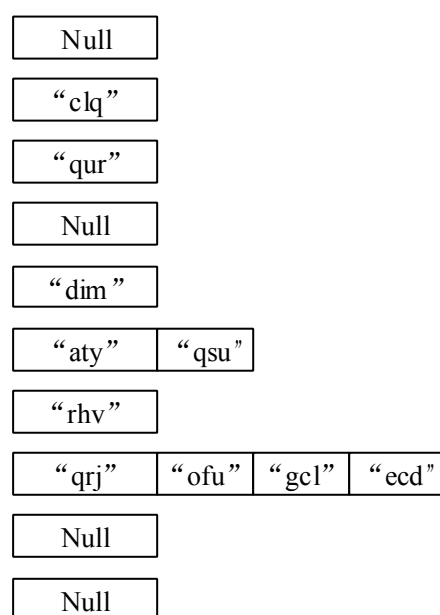 Null
“clq”
“qur”
Null
“dim”
“aty” “qsu”
“rhv”
“qrj” “ofu” “gcl” “ecd”
Null
Null